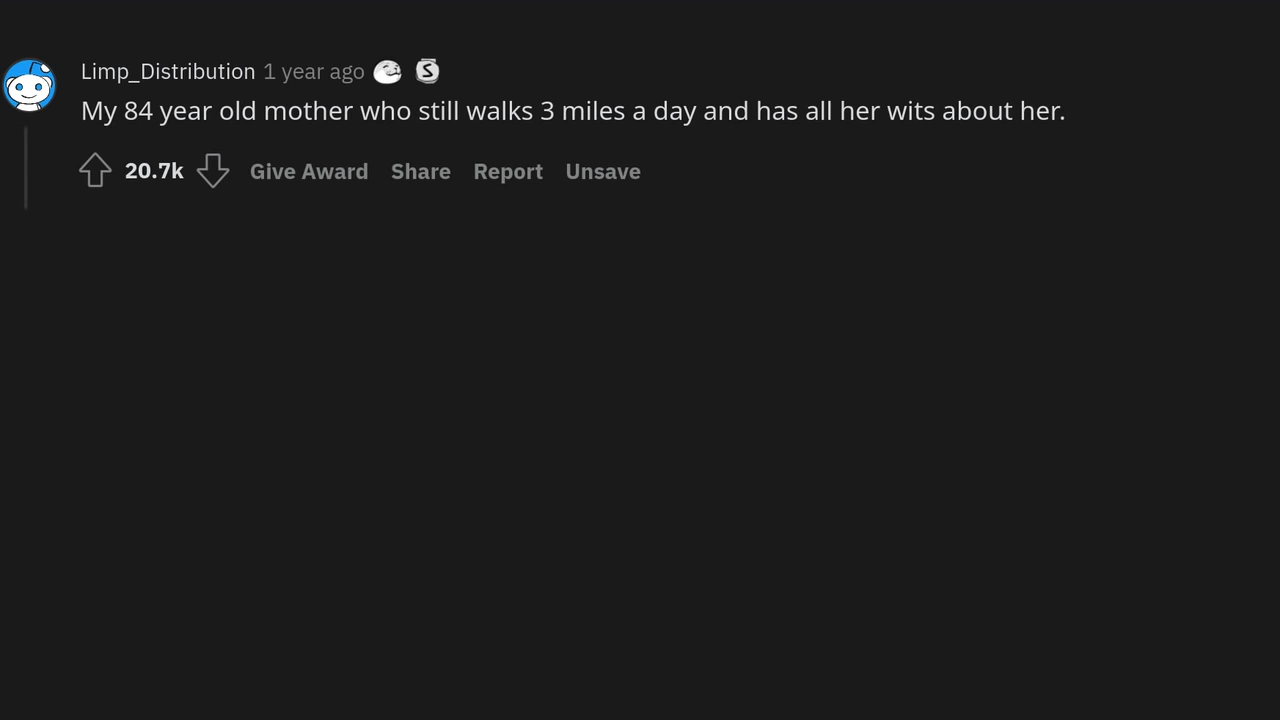 Limp_Distribution 1 year ago
My 84 year old mother who still walks 3 miles a day and has all her wits about her.
20.7k Give Award Share Report Unsave